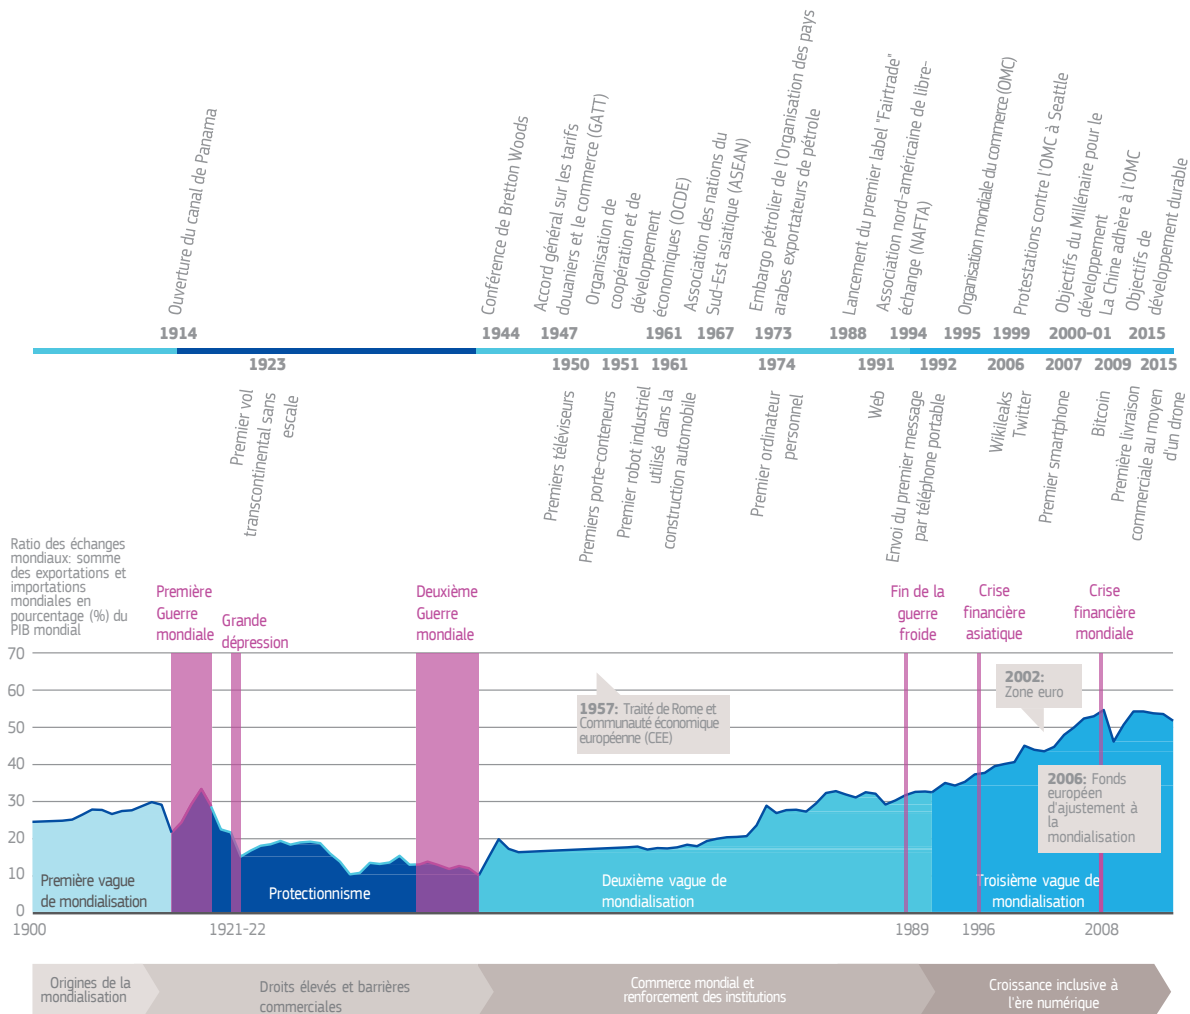 Ouverture du canal de Panama
Conférence de Bretton Woods
Accord général sur les tarifs
douaniers et le commerce (GATT)
Organisation de
coopération et de
développement
économiques (OCDE)
Association des nations du
Sud-Est asiatique (ASEAN)
Embargo pétrolier de l'Organisation des pays
arabes exportateurs de pétrole
Lancement du premier label "Fairtrade"
Association nord-américaine de libre-
échange (NAFTA)
Organisation mondiale du commerce (OMC)
Protestations contre l'OMC à Seattle
Objectifs du Millénaire pour le
développement
La Chine adhère à l'OMC
Objectifs de
développement durable
1914
1944
1947
1961
1967
1973
1988
1994
1995
1999
2000-01
2015
1923
1950
1951
1961
1974
1991
1992
2006
2007
2009
2015
Premier vol
transcontinental sans
escale
Premiers téléviseurs
Premiers porte-conteneurs
Premier robot industriel
utilisé dans la
construction automobile
Premier ordinateur
personnel
Web
Envoi du premier message
par téléphone portable
Wikileaks
Twitter
Premier smartphone
Bitcoin
Première livraison
commerciale au moyen
d'un drone
Ratio des échanges
mondiaux: somme
des exportations et
importations
mondiales en
pourcentage (%) du
PIB mondial
Première
Guerre
mondiale
Grande
dépression
Deuxième
Guerre
mondiale
Fin de la
guerre
froide
Crise
financière
asiatique
Crise
financière
mondiale
70
60
50
40
30
20
10
0
1957: Traité de Rome et
Communauté économique
européenne (CEE)
2002:
Zone euro
2006: Fonds
européen
d'ajustement à
la
mondialisation
Première vague
de mondialisation
Protectionnisme
Deuxième vague de
mondialisation
Troisième vague de
mondialisation
1900
1921-22
1989
1996
2008
Origines de la
mondialisation
Droits élevés et barrières
commerciales
Commerce mondial et
renforcement des institutions
Croissance inclusive à
l'ère numérique